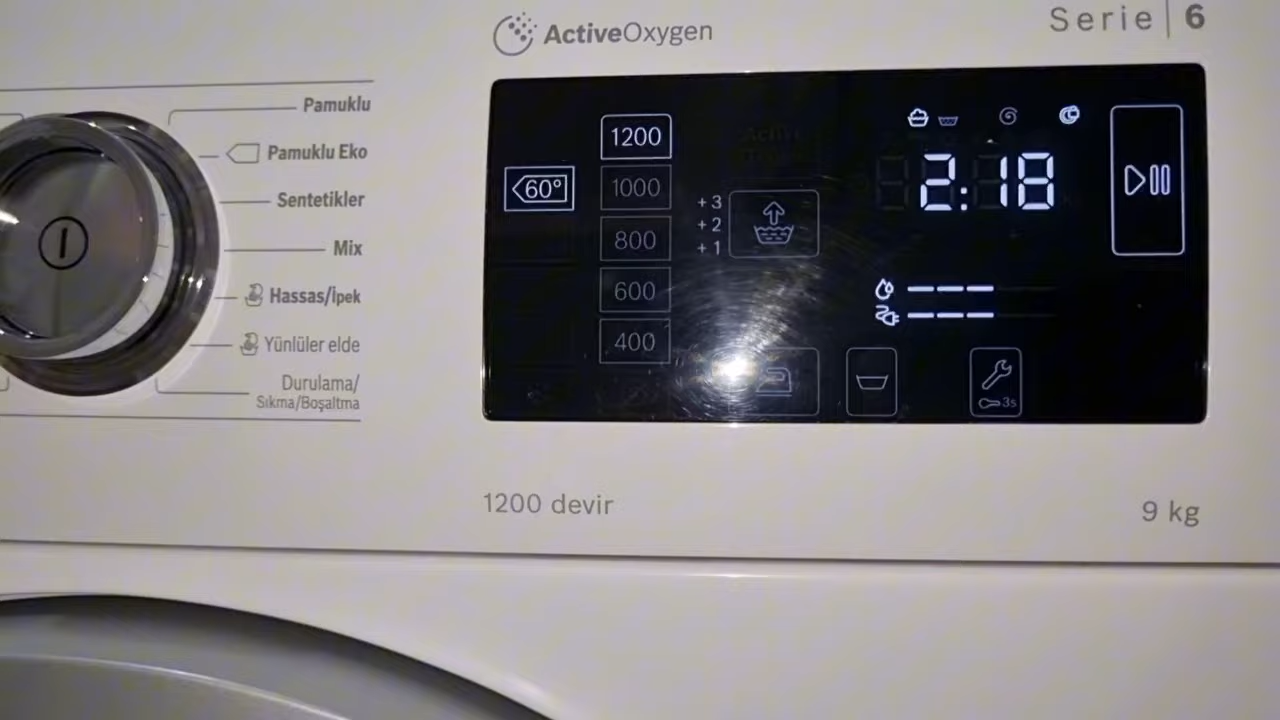 ActiveOxygen
Serie | 6
Pamuklu
Pamuklu Eko
Sentetikler
Mix
Hassas/İpek
Yünlüler elde
Durulama/
Sıkma/Boşaltma
60°
1200
1000
800
600
400
+ 3
+ 2
+ 1
2:18
3s
1200 devir
9 kg